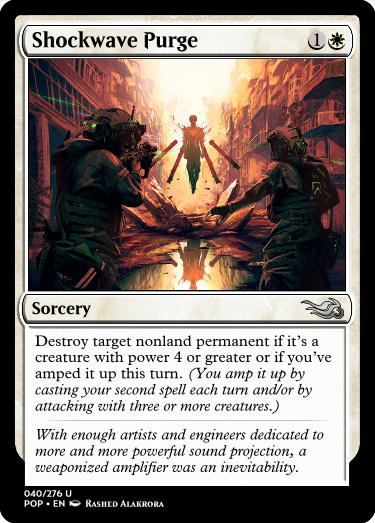 Shockwave Purge 1
Sorcery
Destroy target nonland permanent if it's a
creature with power 4 or greater or if you've
amped it up this turn. (You amp it up by
casting your second spell each turn and/or by
attacking with three or more creatures.)
With enough artists and engineers dedicated to
more and more powerful sound projection, a
weaponized amplifier was an inevitability.
040/276 U
POP • EN Rashed Alakrora